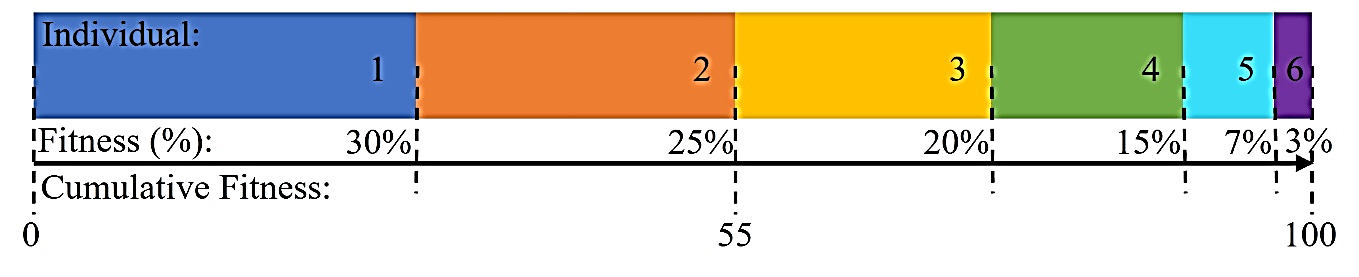 Individual:
1 2 3 4 5 6
Fitness (%): 30% 25% 20% 15% 7% 3%
Cumulative Fitness:
0 55 100